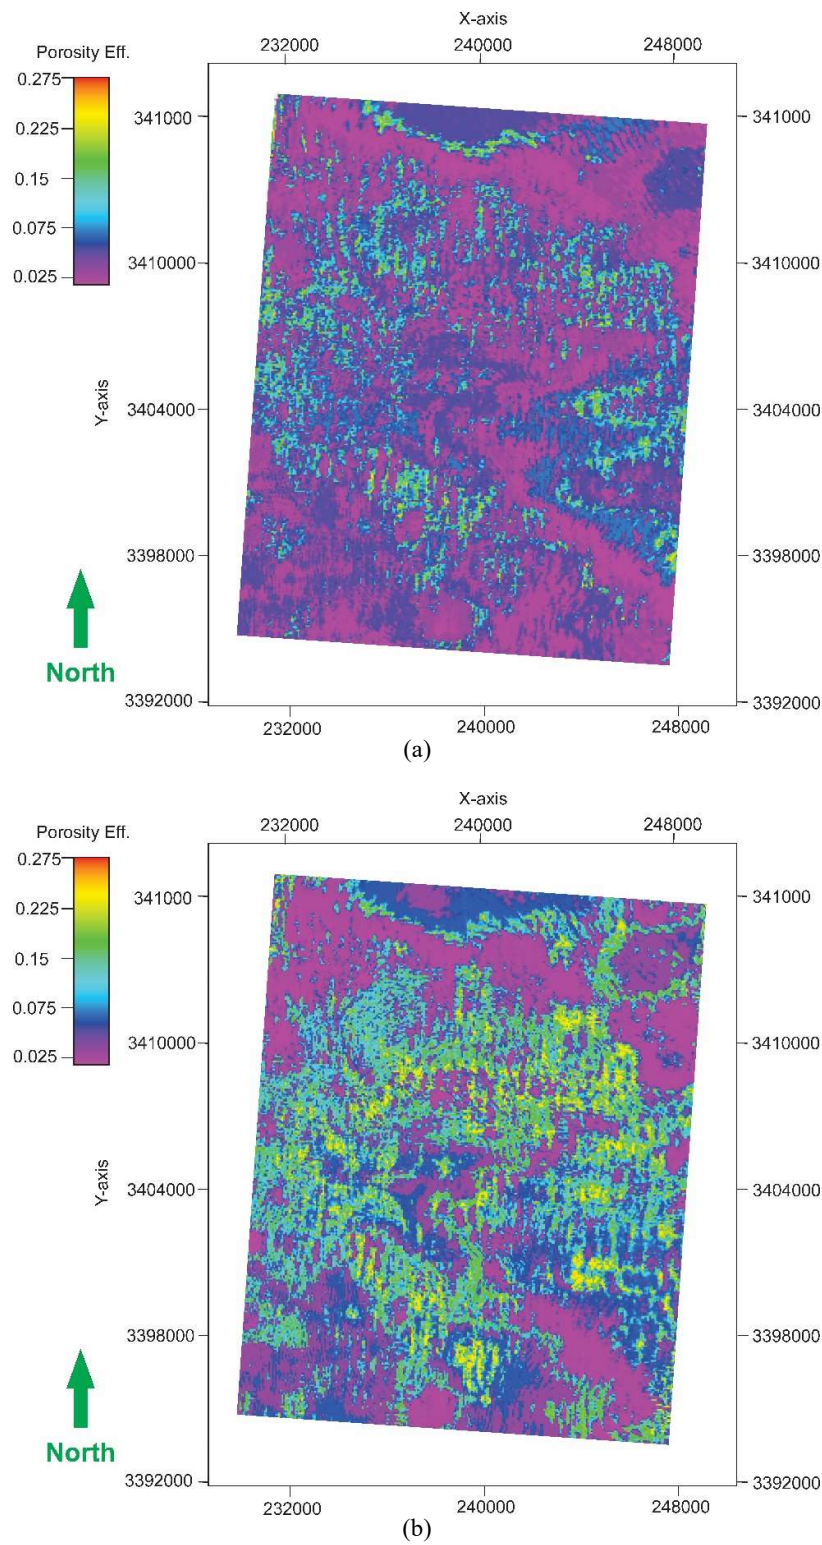 (a)
X-axis
232000 240000 248000
Porosity Eff.
0.275
0.225
0.15
0.075
0.025
341000 341000
3410000 3410000
Y-axis
3404000 3404000
3398000 3398000
North
3392000 3392000
232000 240000 248000
(a)
X-axis
232000 240000 248000
Porosity Eff.
0.275
0.225
0.15
0.075
0.025
341000 341000
3410000 3410000
Y-axis
3404000 3404000
3398000 3398000
North
3392000 3392000
232000 240000 248000
(b)